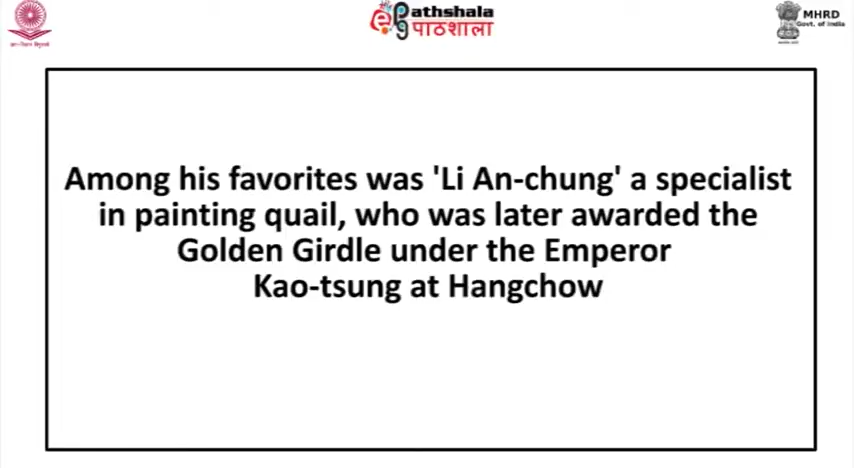 Pathshala
पाठशाला
MHRD
Govt. of India
Among his favorites was 'Li An-chung' a specialist
in painting quail, who was later awarded the
Golden Girdle under the Emperor
Kao-tsung at Hangchow